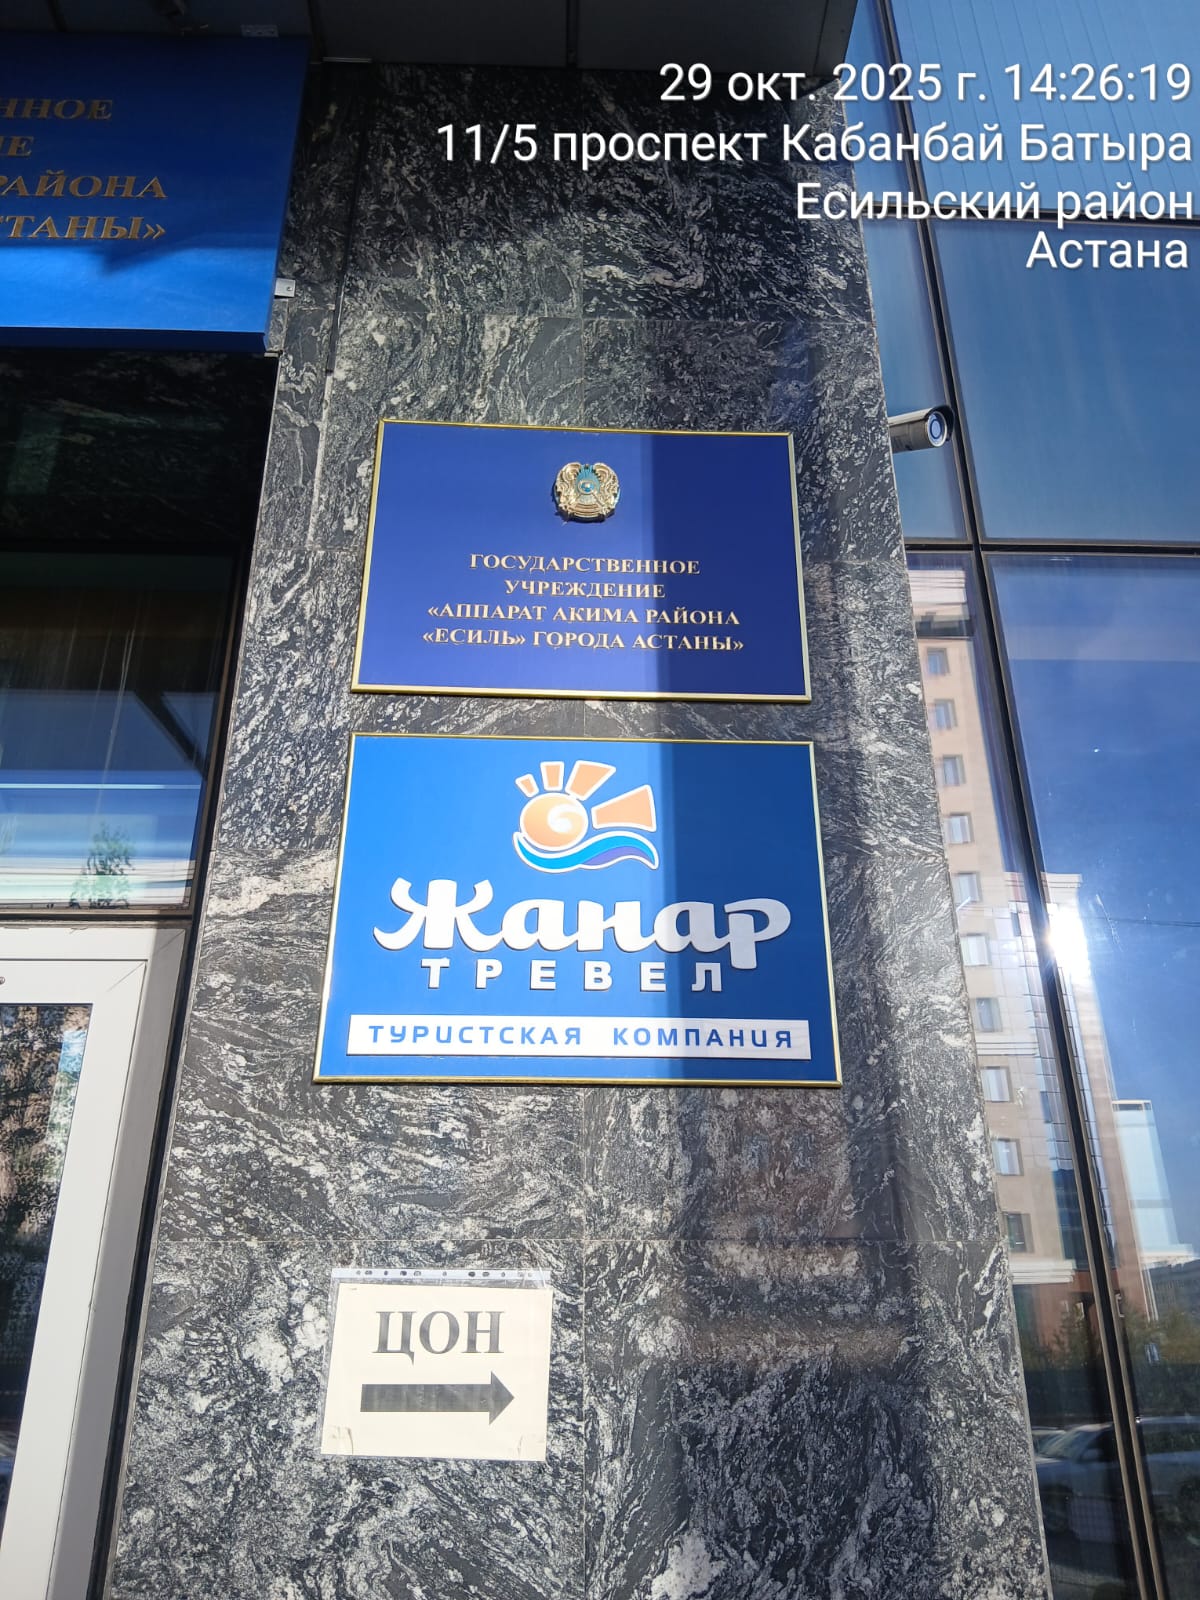 29 окт. 2025 г. 14:26:19
11/5 проспект Кабанбай Батыра
Есильский район
Астана
РАЙОНА
ГОСУДАРСТВЕННОЕ
УЧРЕЖДЕНИЕ
«АППАРАТ АКИМА РАЙОНА
«ЕСИЛЬ» ГОРОДА АСТАНЫ»
Жанар
ТРЕВЕЛ
ТУРИСТСКАЯ КОМПАНИЯ
ЦОН